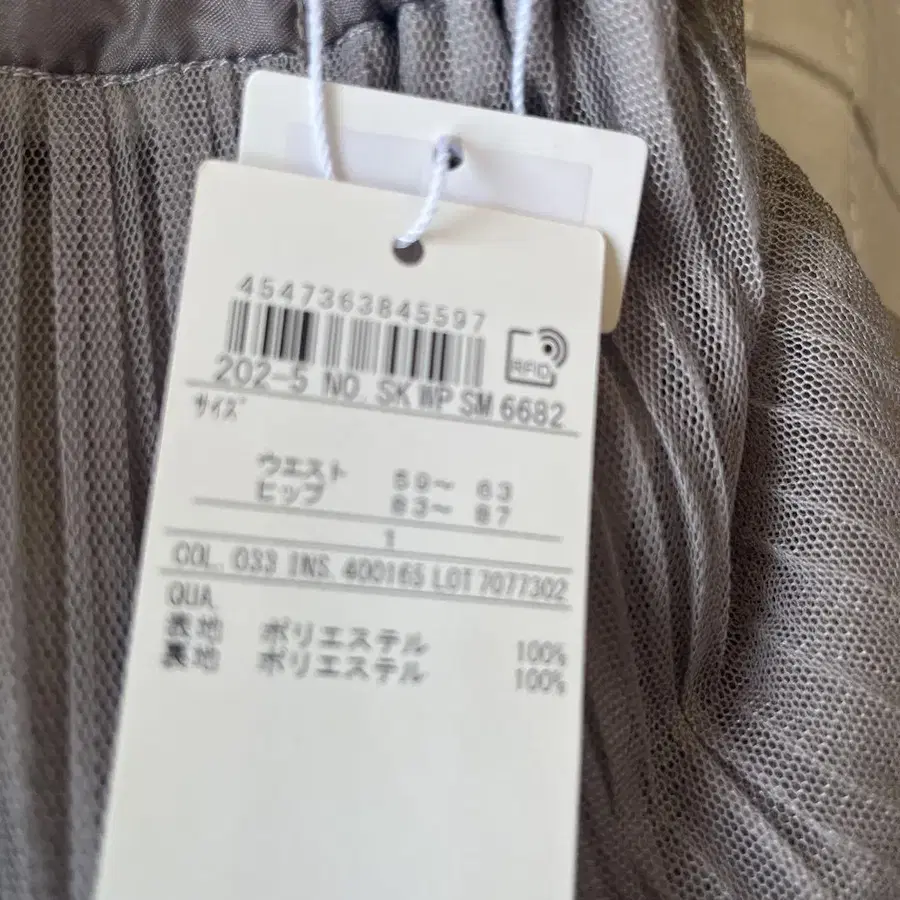 4547363845597
RFID
202-5 NO. SK WP SM 6682
サイズ
ウエスト 59～ 63
ヒップ 83～ 87
1
COL. 033 INS. 400165 LOT 7077302
QUA.
表地 ポリエステル 100%
裏地 ポリエステル 100%